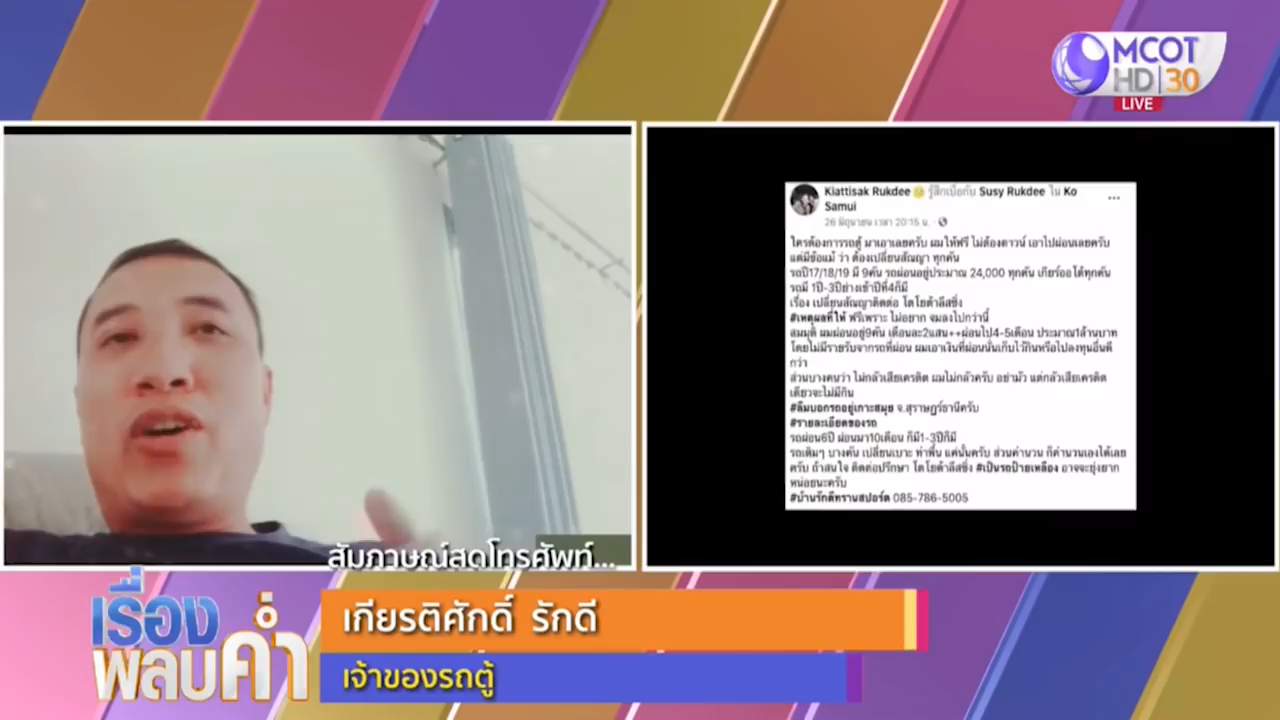 MCOT
HD 30
LIVE
Kiattisak Rukdee รู้สึกเบื่อกับ Susy Rukdee ใน Ko
Samui
26 มิถุนายน เวลา 20:15 น.
ใครต้องการรถตู้ มาเอาเลยครับ ผมให้ฟรี ไม่ต้องดาวน์ เอาไปผ่อนเลยครับ
แต่มีข้อแม้ ว่า ต้องเปลี่ยนสัญญา ทุกคัน
รถปี17/18/19 มี 9คัน รถผ่อนอยู่ประมาณ 24,000 ทุกคัน เกียร์ออโต้ทุกคัน
รถมี 1ปี-3ปีย่างเข้าปีที่4ก็มี
เรื่อง เปลี่ยนสัญญาติดต่อ โตโยต้าลีสซิ่ง
#เหตุผลที่ให้ ฟรีเพราะ ไม่อยาก จมลงไปกว่านี้
สมมุติ ผมผ่อนอยู่9คัน เดือนละ2แสน++ผ่อนไป4-5เดือน ประมาณ1ล้านบาท
โดยไม่มีรายรับจากรถที่ผ่อน ผมเอาเงินที่ผ่อนนั่นเก็บไว้กินหรือไปลงทุนอื่นดี
กว่า
ส่วนบางคนว่า ไม่กลัวเสียเครดิต ผมไม่กลัวครับ อย่ามัว แต่กลัวเสียเครดิต
เดียวจะไม่มีกิน
#ลืมบอกรถอยู่เกาะสมุย จ.สุราษฎร์ธานีครับ
#รายละเอียดของรถ
รถผ่อน6ปี ผ่อนมา10เดือน ก็มี1-3ปีก็มี
รถเดิมๆ บางคัน เปลี่ยนเบาะ ทำพื้น แค่นั้นครับ ส่วนคำนวน ก็คำนวนเองได้เลย
ครับ ถ้าสนใจ ติดต่อปรึกษา โตโยต้าลีสซิ่ง #เป็นรถป้ายเหลือง อาจจะยุ่งยาก
หน่อยนะครับ
#บ้านรักดีทรานสปอร์ต 085-786-5005
สัมภาษณ์สดโทรศัพท์...
เรื่อง
พลบค่ำ
เกียรติศักดิ์ รักดี
เจ้าของรถตู้